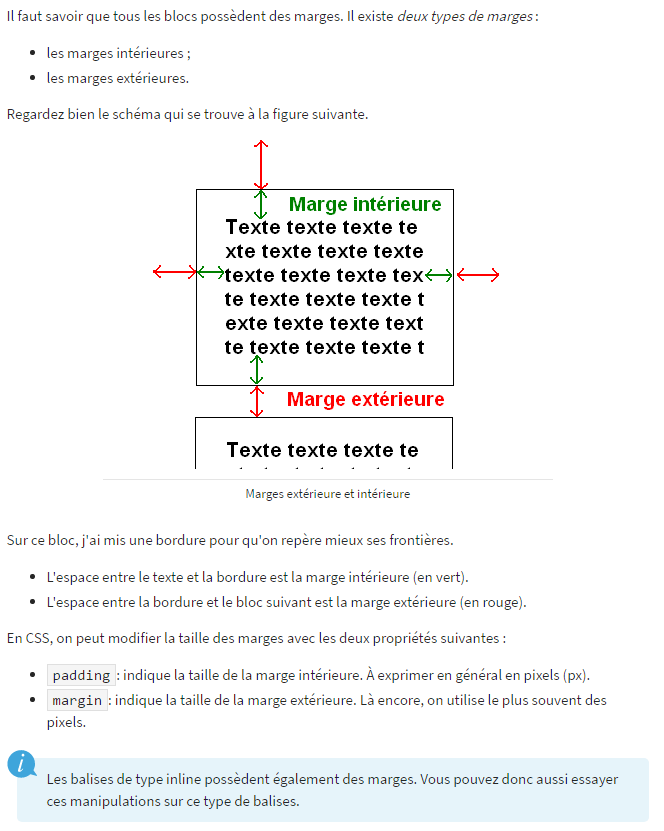 Il faut savoir que tous les blocs possèdent des marges. Il existe deux types de marges :
les marges intérieures ;
les marges extérieures.
Regardez bien le schéma qui se trouve à la figure suivante.
Marge intérieure
Texte texte texte te
xte texte texte texte
texte texte texte tex
te texte texte texte t
exte texte texte text
te texte texte texte t
Marge extérieure
Texte texte texte te
Marges extérieure et intérieure
Sur ce bloc, j'ai mis une bordure pour qu'on repère mieux ses frontières.
L'espace entre le texte et la bordure est la marge intérieure (en vert).
L'espace entre la bordure et le bloc suivant est la marge extérieure (en rouge).
En CSS, on peut modifier la taille des marges avec les deux propriétés suivantes :
padding : indique la taille de la marge intérieure. À exprimer en général en pixels (px).
margin : indique la taille de la marge extérieure. Là encore, on utilise le plus souvent des
pixels.
i
Les balises de type inline possèdent également des marges. Vous pouvez donc aussi essayer
ces manipulations sur ce type de balises.